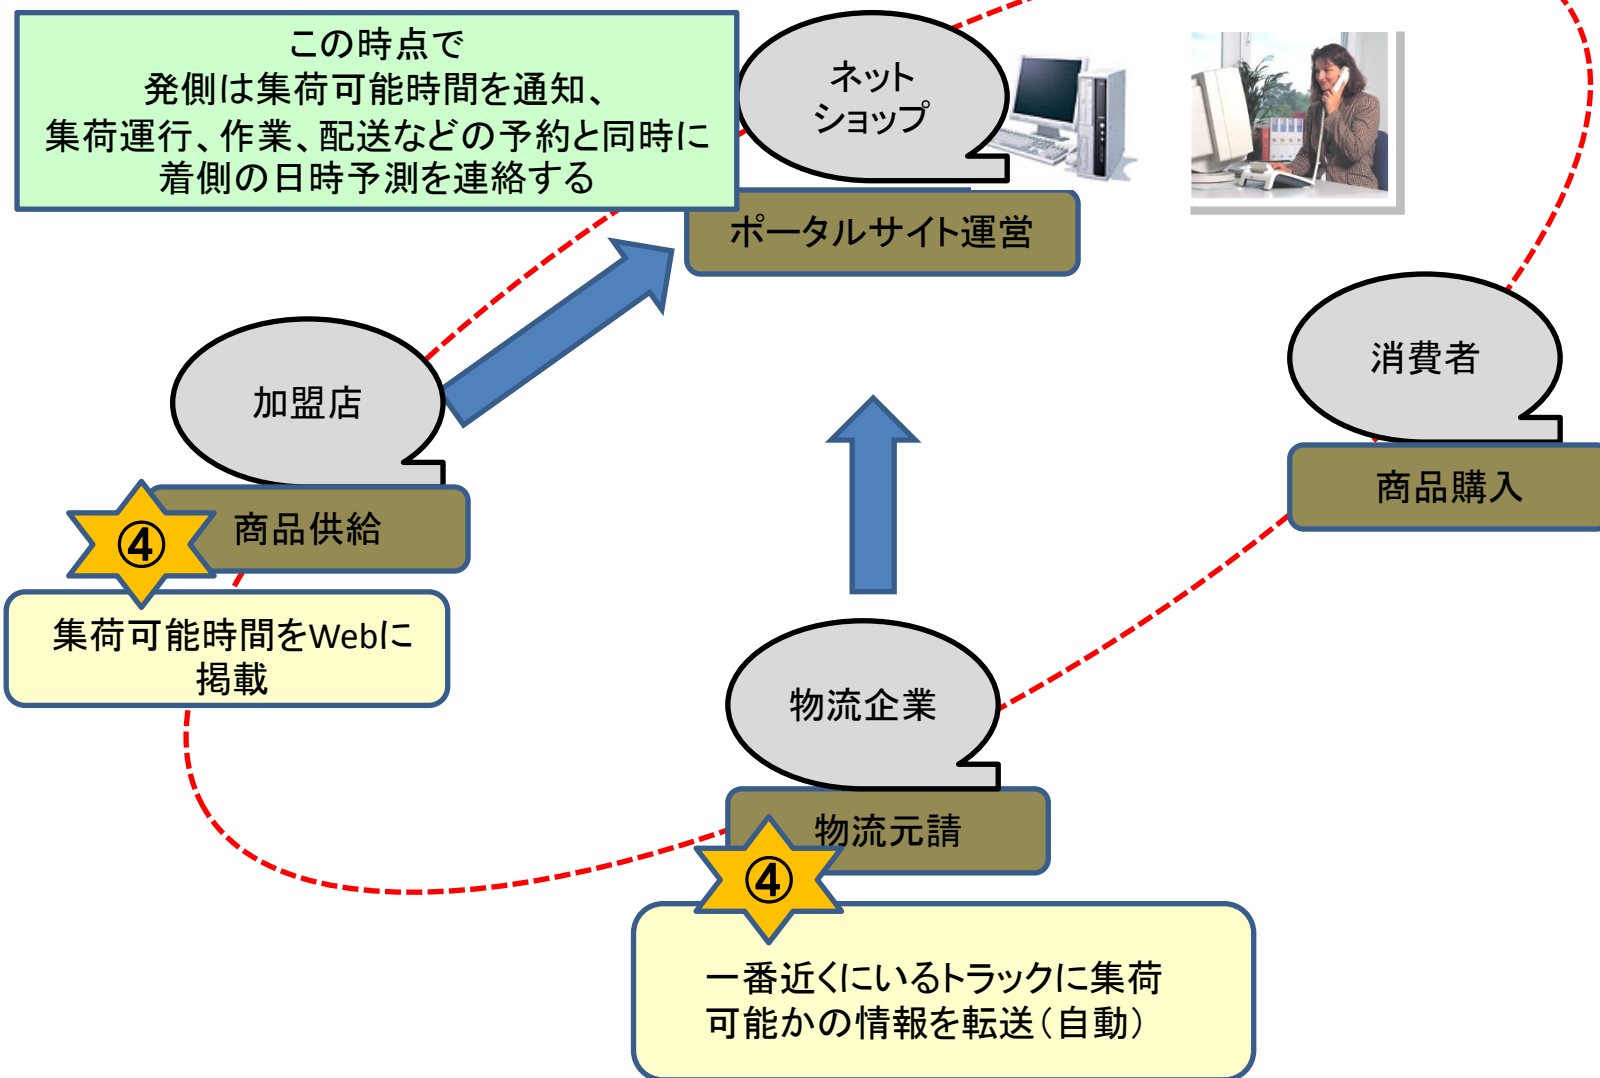 この時点で
発側は集荷可能時間を通知、
集荷運行、作業、配送などの予約と同時に
着側の日時予測を連絡する
ネット
ショップ
ポータルサイト運営
加盟店
商品供給
④
集荷可能時間をWebに
掲載
消費者
商品購入
物流企業
物流元請
④
一番近くにいるトラックに集荷
可能かの情報を転送（自動）